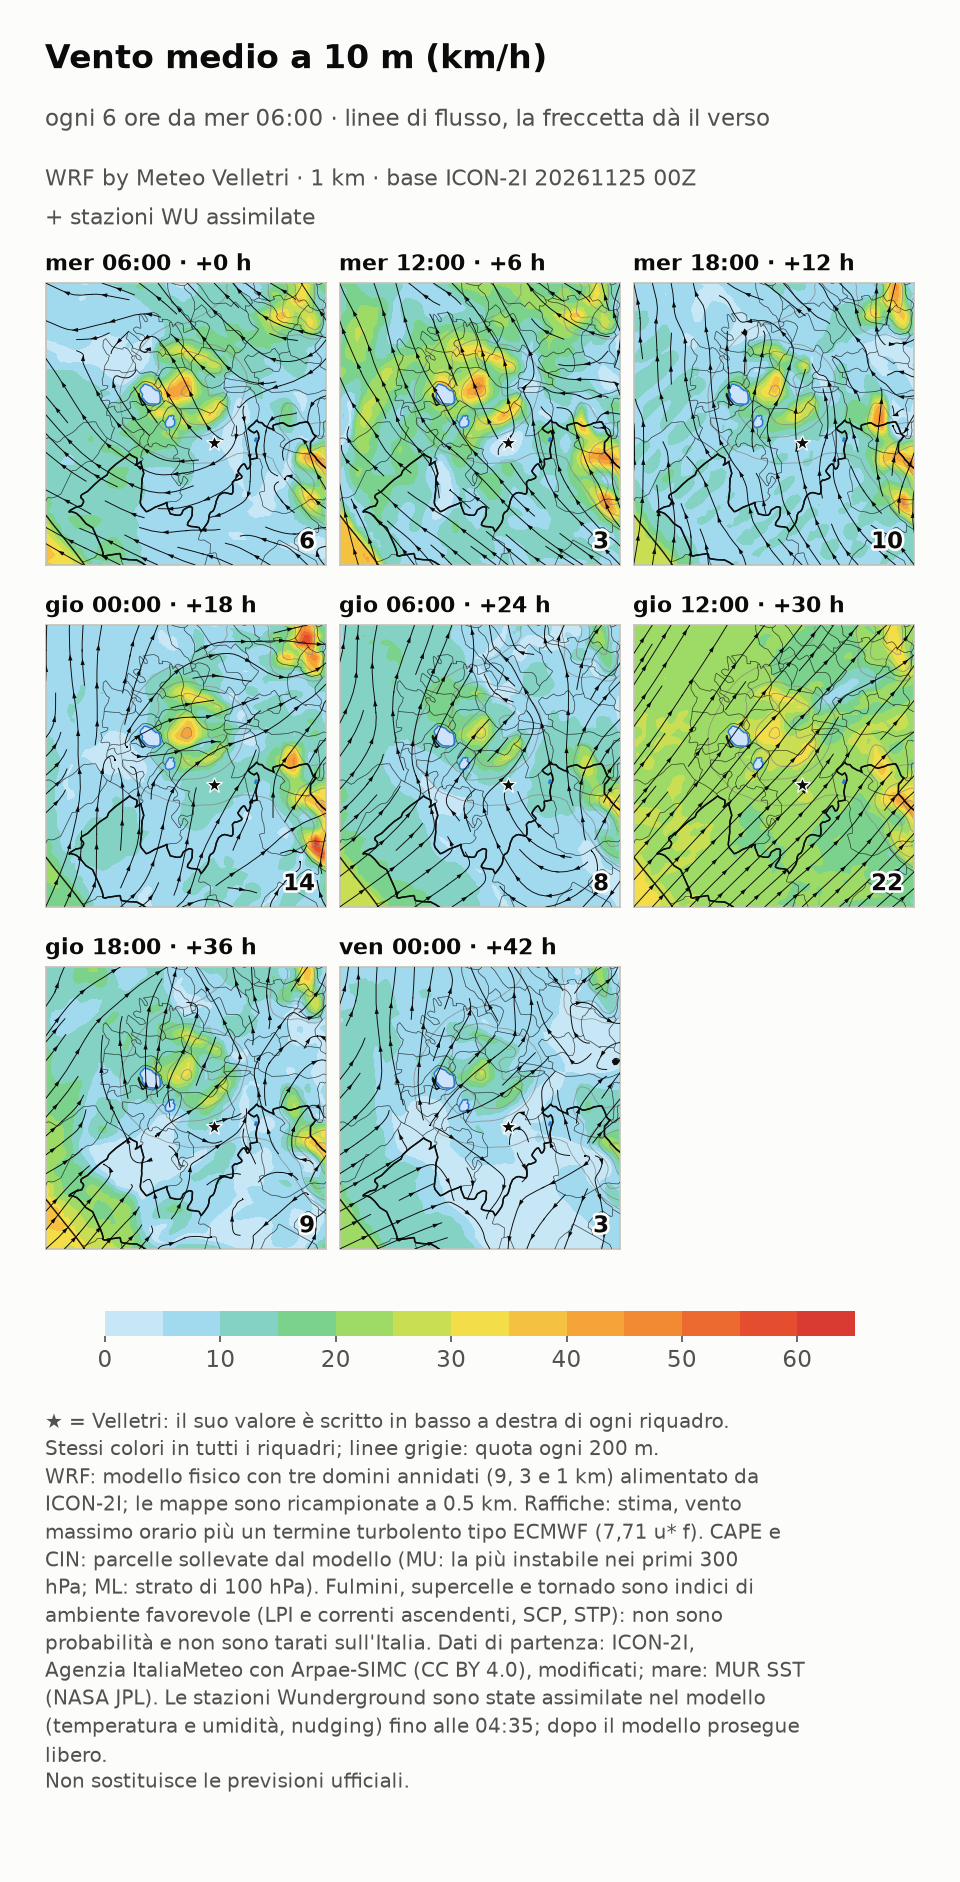 Vento medio a 10 m (km/h)
ogni 6 ore da mer 06:00 · linee di flusso, la freccetta dà il verso
WRF by Meteo Velletri · 1 km · base ICON-2I 20261125 00Z
+ stazioni WU assimilate
mer 06:00 · +0 h
mer 12:00 · +6 h
mer 18:00 · +12 h
6
3
10
gio 00:00 · +18 h
gio 06:00 · +24 h
gio 12:00 · +30 h
14
8
22
gio 18:00 · +36 h
ven 00:00 · +42 h
9
3
0 10 20 30 40 50 60
★ = Velletri: il suo valore è scritto in basso a destra di ogni riquadro.
Stessi colori in tutti i riquadri; linee grigie: quota ogni 200 m.
WRF: modello fisico con tre domini annidati (9, 3 e 1 km) alimentato da
ICON-2I; le mappe sono ricampionate a 0.5 km. Raffiche: stima, vento
massimo orario più un termine turbolento tipo ECMWF (7,71 u* f). CAPE e
CIN: parcelle sollevate dal modello (MU: la più instabile nei primi 300
hPa; ML: strato di 100 hPa). Fulmini, supercelle e tornado sono indici di
ambiente favorevole (LPI e correnti ascendenti, SCP, STP): non sono
probabilità e non sono tarati sull'Italia. Dati di partenza: ICON-2I,
Agenzia ItaliaMeteo con Arpae-SIMC (CC BY 4.0), modificati; mare: MUR SST
(NASA JPL). Le stazioni Wunderground sono state assimilate nel modello
(temperatura e umidità, nudging) fino alle 04:35; dopo il modello prosegue
libero.
Non sostituisce le previsioni ufficiali.